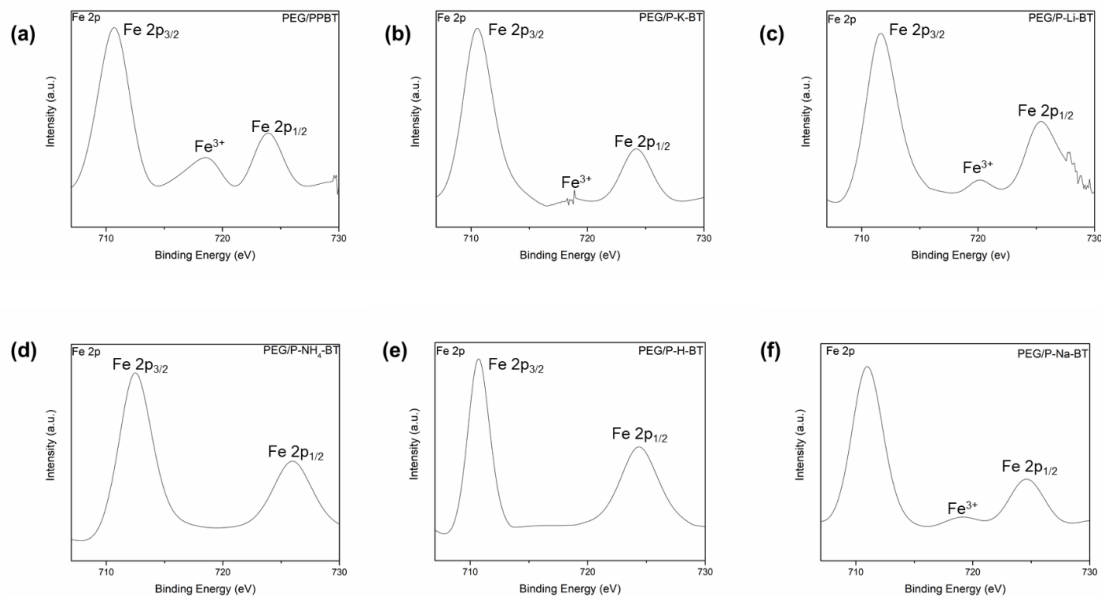 (a)
Fe 2p
PEG/PPBT
Fe 2p3/2
Fe3+
Fe 2p1/2
Intensity (a.u.)
710
720
730
Binding Energy (eV)
(b)
Fe 2p
PEG/P-K-BT
Fe 2p3/2
Fe3+
Fe 2p1/2
Intensity (a.u.)
710
720
730
Binding Energy (eV)
(c)
Fe 2p
PEG/P-Li-BT
Fe 2p3/2
Fe3+
Fe 2p1/2
Intensity (a.u.)
710
720
730
Binding Energy (ev)
(d)
Fe 2p
PEG/P-NH4-BT
Fe 2p3/2
Fe 2p1/2
Intensity (a.u.)
710
720
730
Binding Energy (eV)
(e)
Fe 2p
PEG/P-H-BT
Fe 2p3/2
Fe 2p1/2
Intensity (a.u.)
710
720
730
Binding Energy (eV)
(f)
Fe 2p
PEG/P-Na-BT
Fe3+
Fe 2p1/2
Intensity (a.u.)
710
720
730
Binding Energy (eV)